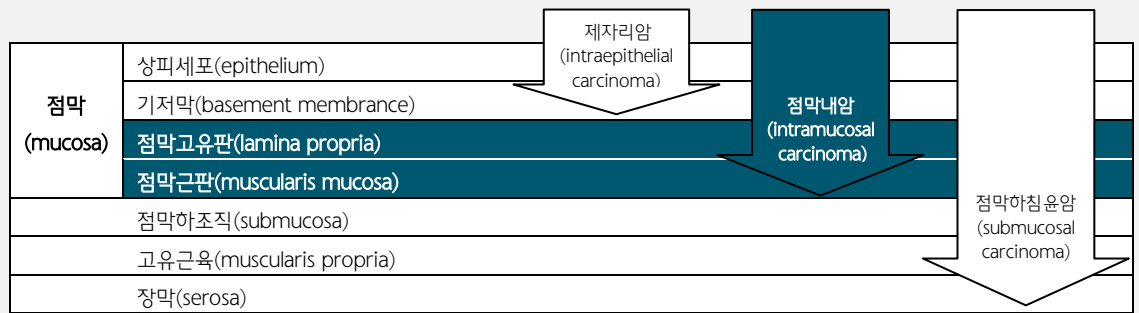 제자리암
(intraepithelial
carcinoma)
상피세포(epithelium)
기저막(basement membrance)
점막
(mucosa)
점막고유판(lamina propria)
점막근판(muscularis mucosa)
점막내암
(intramucosal
carcinoma)
점막하조직(submucosa)
고유근육(muscularis propria)
장막(serosa)
점막하침윤암
(submucosal
carcinoma)